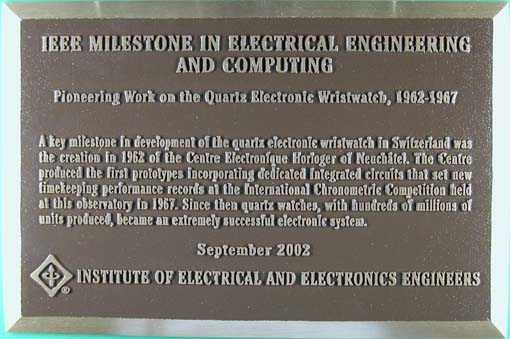 IEEE MILESTONE IN ELECTRICAL ENGINEERING
AND COMPUTING
Pioneering Work on the Quartz Electronic Wristwatch, 1962-1967
A key milestone in development of the quartz electronic wristwatch in Switzerland was
the creation in 1962 of the Centre Electronique Horloger of Neuchâtel. The Centre
produced the first prototypes incorporating dedicated integrated circuits that set new
timekeeping performance records at the International Chronometric Competition held
at this observatory in 1967. Since then quartz watches, with hundreds of millions of
units produced, became an extremely successful electronic system.
September 2002
® INSTITUTE OF ELECTRICAL AND ELECTRONICS ENGINEERS